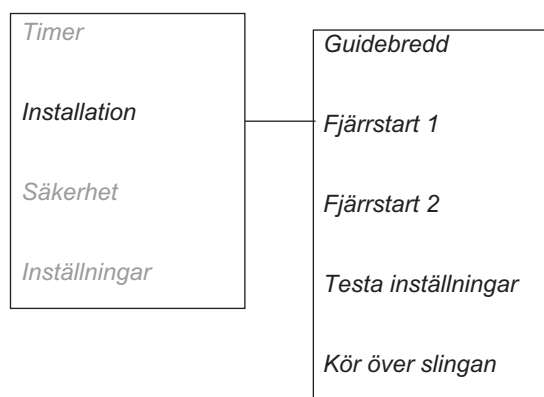 Timer
Installation
Säkerhet
Inställningar
Guidebredd
Fjärrstart 1
Fjärrstart 2
Testa inställningar
Kör över slingan